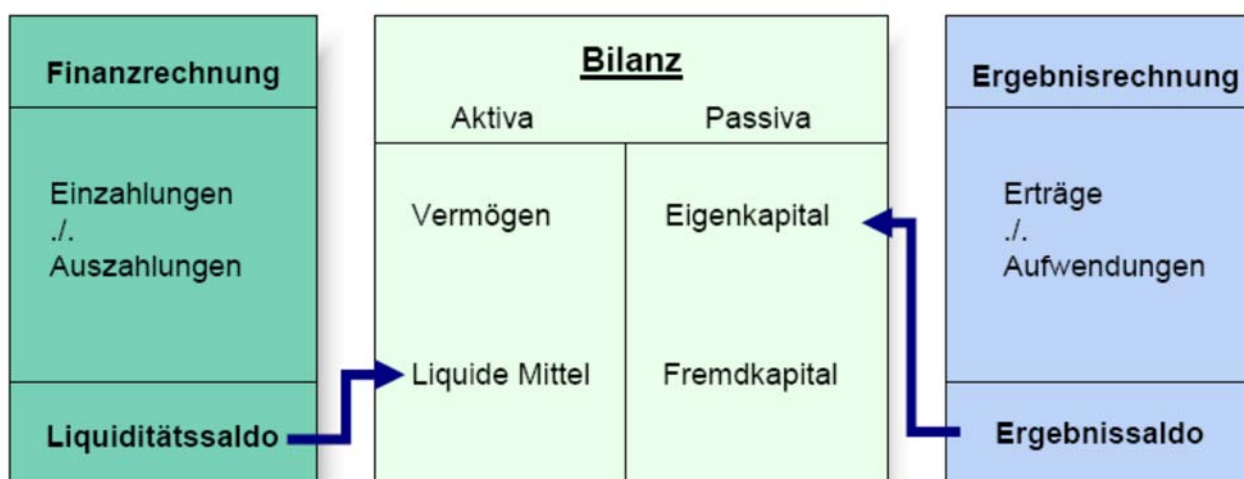 Finanzrechnung
Einzahlungen
./.
Auszahlungen
Liquiditätssaldo
Bilanz
Aktiva
Passiva
Vermögen
Eigenkapital
Liquide Mittel
Fremdkapital
Ergebnisrechnung
Erträge
./.
Aufwendungen
Ergebnissaldo